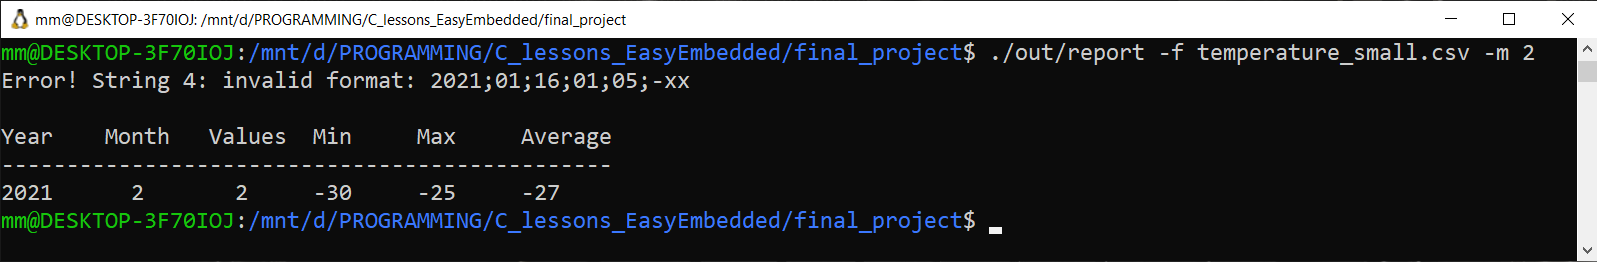 mm@DESKTOP-3F70IOJ: /mnt/d/PROGRAMMING/C_lessons_EasyEmbedded/final_project
mm@DESKTOP-3F70IOJ:/mnt/d/PROGRAMMING/C_lessons_EasyEmbedded/final_project$ ./out/report -f temperature_small.csv -m 2
Error! String 4: invalid format: 2021;01;16;01;05;-xx
Year    Month   Values  Min     Max     Average
-----------------------------------------------
2021      2       2     -30     -25     -27
mm@DESKTOP-3F70IOJ:/mnt/d/PROGRAMMING/C_lessons_EasyEmbedded/final_project$